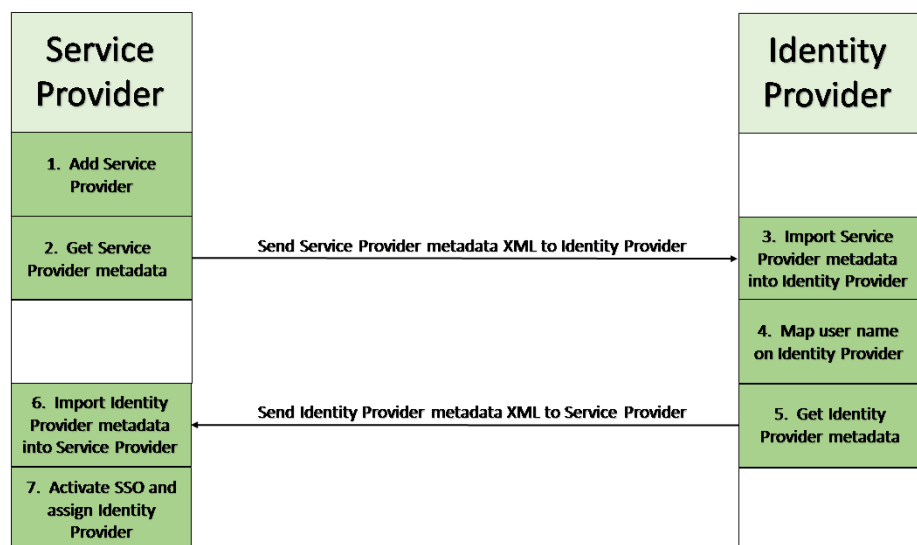 Service
Provider
Identity
Provider
1. Add Service
Provider
2. Get Service
Provider metadata
Send Service Provider metadata XML to Identity Provider
3. Import Service
Provider metadata
into Identity Provider
4. Map user name
on Identity Provider
6. Import Identity
Provider metadata
into Service Provider
Send Identity Provider metadata XML to Service Provider
5. Get Identity
Provider metadata
7. Activate SSO and
assign Identity
Provider